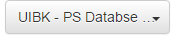 UIBK - PS Databse ...